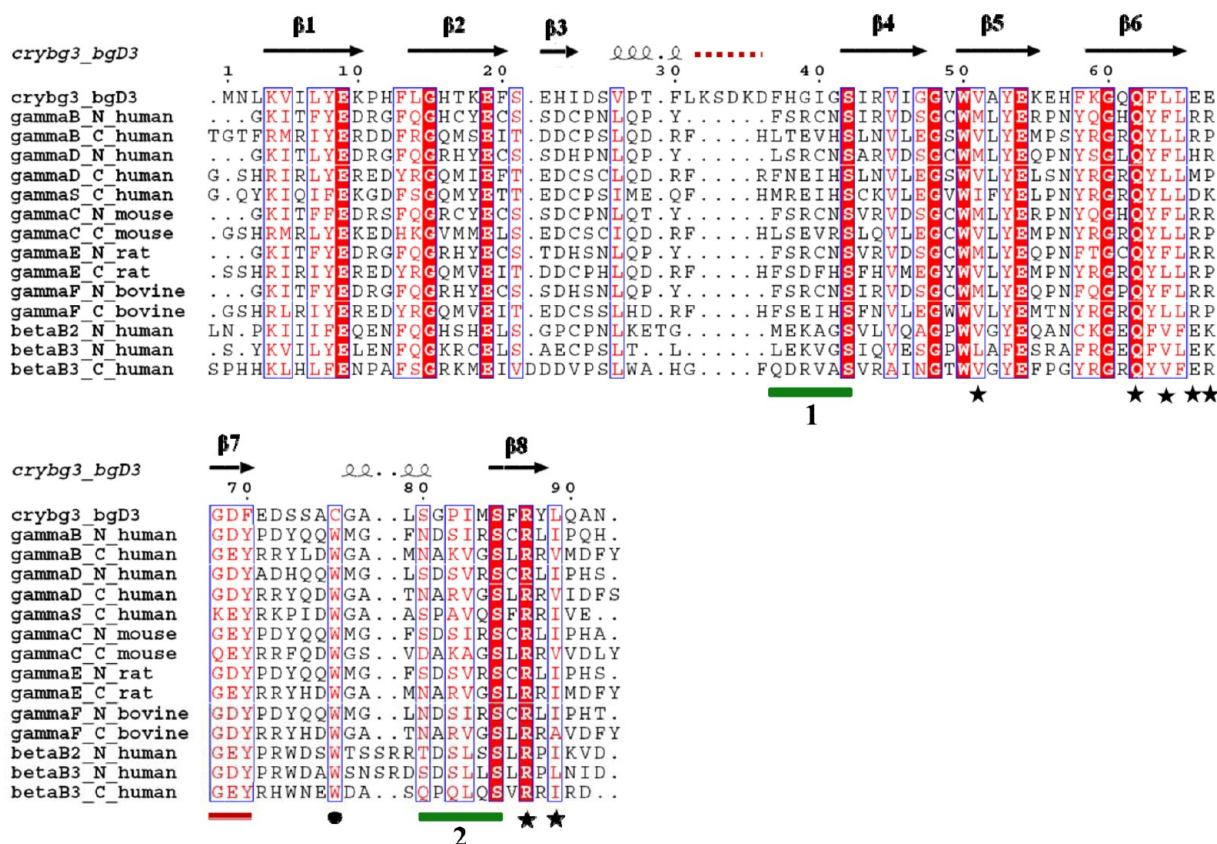 β1 β2 β3 β4 β5 β6
crybg3_bgD3
1 10 20 30 40 50 60
crybg3_bgD3 .MNLKVILYEKPHFLGHTKEFS.EHIDSVPT.FLKSDKDFHGIGSIRVIGGVWVAYEKEHFKGQQFLLEE
gammaB_N_human ...GKITFYEDRGFQGHCYECS.SDCPNLQP.Y......FSRCNSIRVDSGCWMLYERPNYQGHQYFLRR
gammaB_C_human TGTFRMRIYERDDFRGQMSEITDDCPSLQD.RF.....HLTEVHSLNVLEGSWVLYEMPSYRGRQYLLRP
gammaD_N_human ...GKITLYEDRGFQGRHYECS.SDHPNLQP.Y......LSRCNSARVDSGCWMLYEQPNYSGLQYFLHR
gammaD_C_human G.SHRIRLYEREDYRGQMIEFT.EDCSCLQD.RF.....RFNEIHSLNVLEGSWVLYELSNYRGRQYLLMP
gammaS_C_human G.QYKIQIFEKGDFSGQMYETT.EDCPSIME.QF.....HMREIHSCKVLEGVWIFYELPNYRGRQYLLDK
gammaC_N_mouse ...GKITFFEDRSFQGRCYECS.SDCPNLQT.Y......FSRCNSVRVDSGCWMLYERPNYQGHQYFLRR
gammaC_C_mouse .GSHRMRLYEKEDHKGVMMELS.EDCSCIQD.RF.....HLSEVRSLQVLEGCWVLYEMPNYRGRQYLLRP
gammaE_N_rat ...GKITFYEDRGFQGRHYECS.TDHSNLQP.Y......FSRCNSVRVDSGCWMLYEQPNFTGCQYFLRR
gammaE_C_rat .SSHRIRIYEREDYRGQMVEIT.DDCPHLQD.RF.....HFSDFHSFHVMEGYWVLYEMPNYRGRQYLLRP
gammaF_N_bovine ...GKITFYEDRGFQGRHYECS.SDHSNLQP.Y......FSRCNSIRVDSGCWMLYEQPNFQGPQYFLRR
gammaF_C_bovine .GSHRLRIYEREDYRGQMVEIT.EDCSSLHD.RF.....HFSEIHSFNVLEGWWVLYEMTNYRGRQYLLRP
betaB2_N_human LN.PKIIIFEQENFQGHSHELS.GPCPNLKETG......MEKAGSVLVQAGPWVGYEQANCKGEQFVFEK
betaB3_N_human .S.YKVILYELENFQGKRCELS.AECPSLT.L.......LEKVGSIQVESGPWLAFESRAFRGEQFVLEK
betaB3_C_human SPHHKLHLFENPAFSGRKMEIVDDDVPSLWA.HG.....FQDRVASVRAINGTWVGYEFPGYRGRQYVFER
1
β7 β8
crybg3_bgD3
70 80 90
crybg3_bgD3 GDFEDSSACGA..LSGPIMSFRYLQAN.
gammaB_N_human GDYPDYQQWMG..FNDSIRSCRLIPQH.
gammaB_C_human GEYRRYLDWGA..MNAKVGSLRRVMDFY
gammaD_N_human GDYADHQQWMG..LSDSVRSCRLIPHS.
gammaD_C_human GDYRRYQDWGA..TNARVGSLRRVIDFS
gammaS_C_human KEYRKPIDWGA..ASPAVQSFRRIVE..
gammaC_N_mouse GEYPDYQQWMG..FSDSIRSCRLIPHA.
gammaC_C_mouse QEYRRFQDWGS..VDAKAGSLRRVVDLY
gammaE_N_rat GDYPDYQQWMG..FSDSVRSCRLIPHS.
gammaE_C_rat GEYRRYHDWGA..MNARVGSLRRIMDFY
gammaF_N_bovine GDYPDYQQWMG..LNDSIRSCRLIPHT.
gammaF_C_bovine GDYRRYHDWGA..TNARVGSLRRAVDFY
betaB2_N_human GEYPRWDSWTSSRRTDSLSSLRPIKVD.
betaB3_N_human GDYPRWDAWSNSRDSDSLLSLRPLNID.
betaB3_C_human GEYRHWNEWDA..SQPQLQSVRRIRD..
2